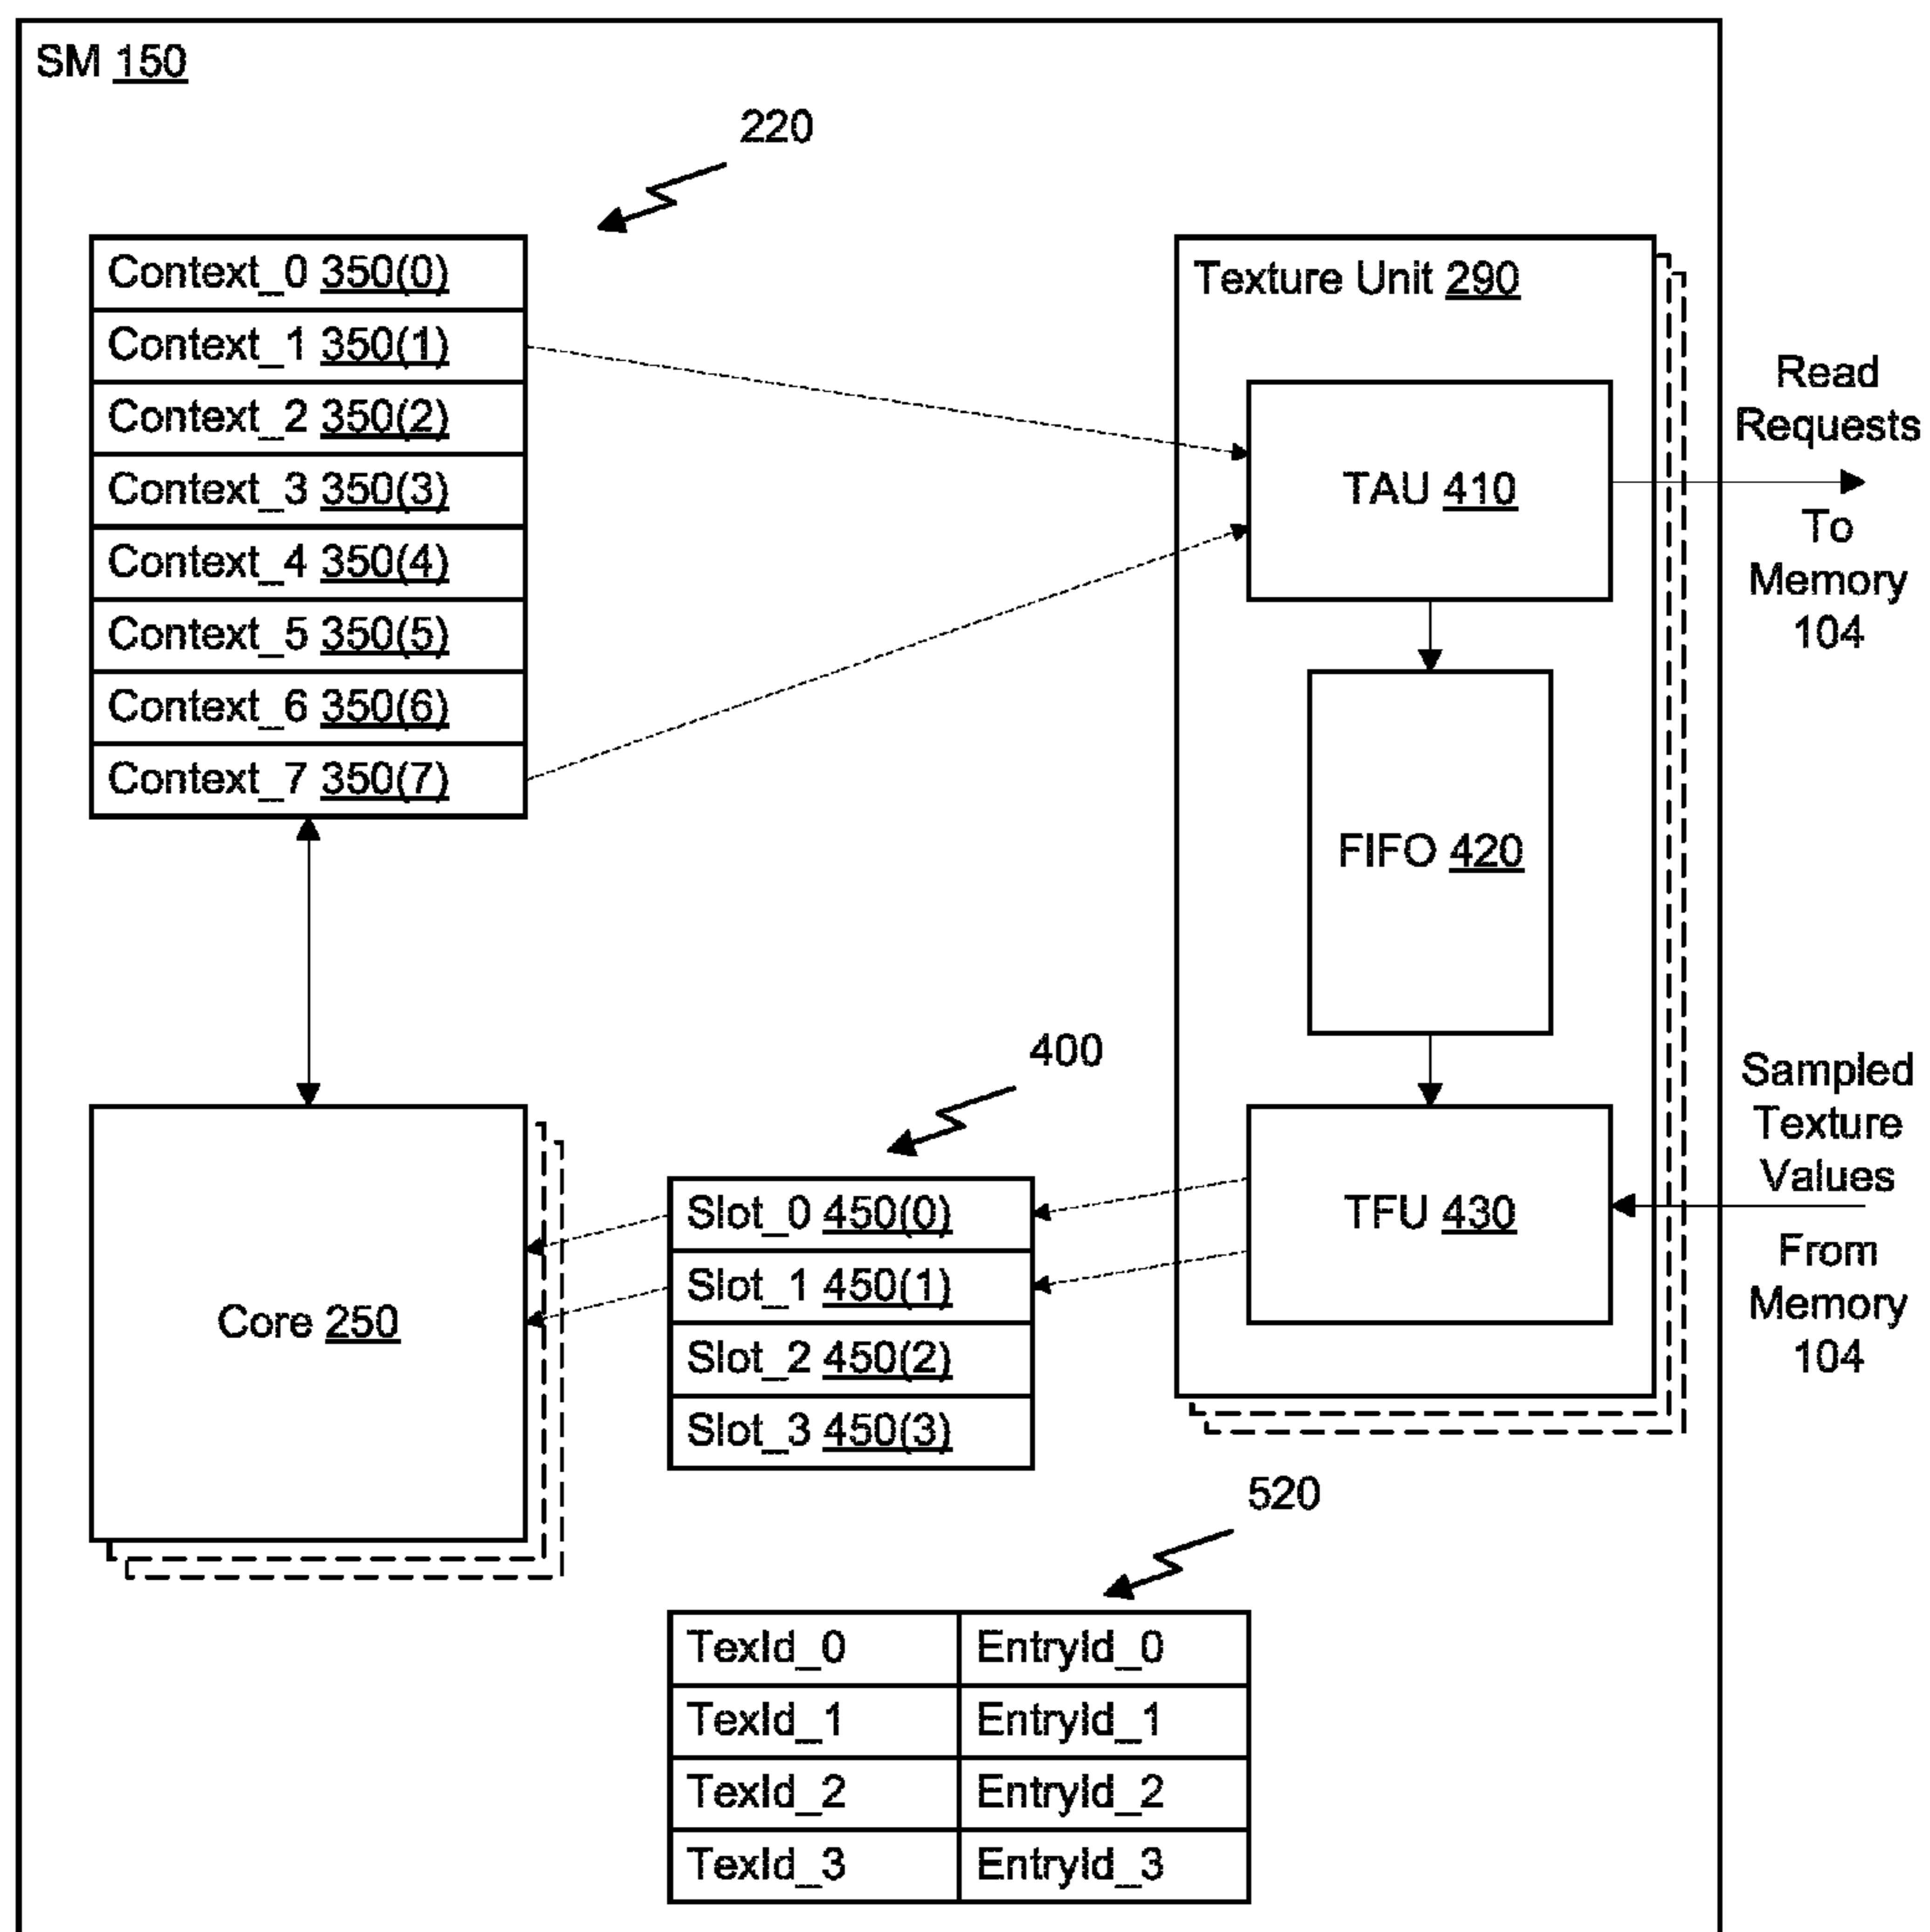 SM 150
220
Context_0 350(0)
Context_1 350(1)
Context_2 350(2)
Context_3 350(3)
Context_4 350(4)
Context_5 350(5)
Context_6 350(6)
Context_7 350(7)
Texture Unit 290
TAU 410
FIFO 420
TFU 430
Read
Requests
To
Memory
104
Sampled
Texture
Values
From
Memory
104
400
Slot_0 450(0)
Slot_1 450(1)
Slot_2 450(2)
Slot_3 450(3)
Core 250
520
TexId_0 EntryId_0
TexId_1 EntryId_1
TexId_2 EntryId_2
TexId_3 EntryId_3